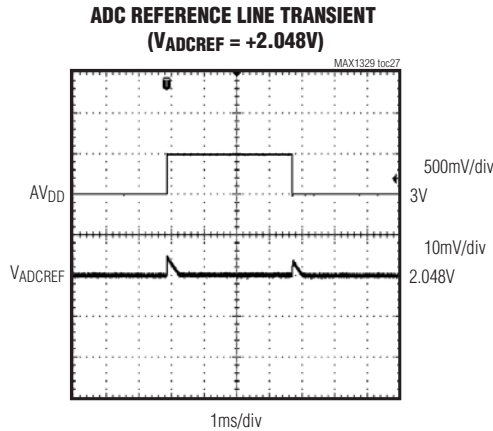 ADC REFERENCE LINE TRANSIENT
(VADCREF = +2.048V)
MAX1329 toc27
T
500mV/div
AVDD
3V
10mV/div
VADCREF
2.048V
1ms/div